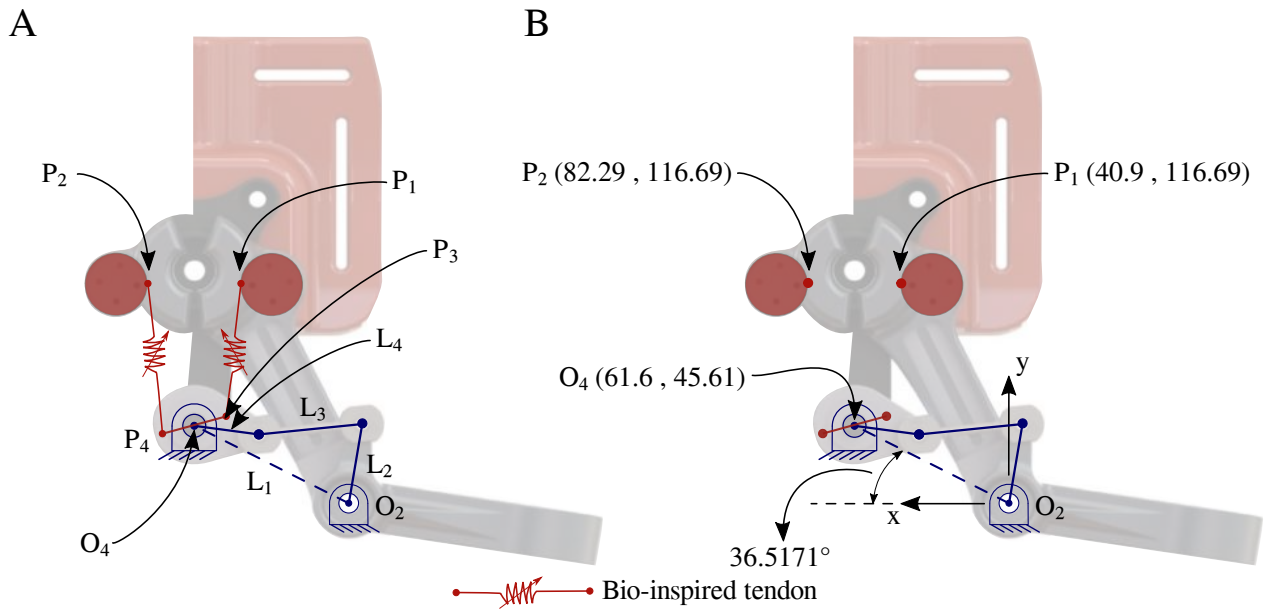 A
B
P₂
P₁
P₂ (82.29 , 116.69)
P₁ (40.9 , 116.69)
P₃
L₄
O₄ (61.6 , 45.61)
y
L₃
P₄
L₁
L₂
O₂
x
O₂
O₄
36.5171°
Bio-inspired tendon